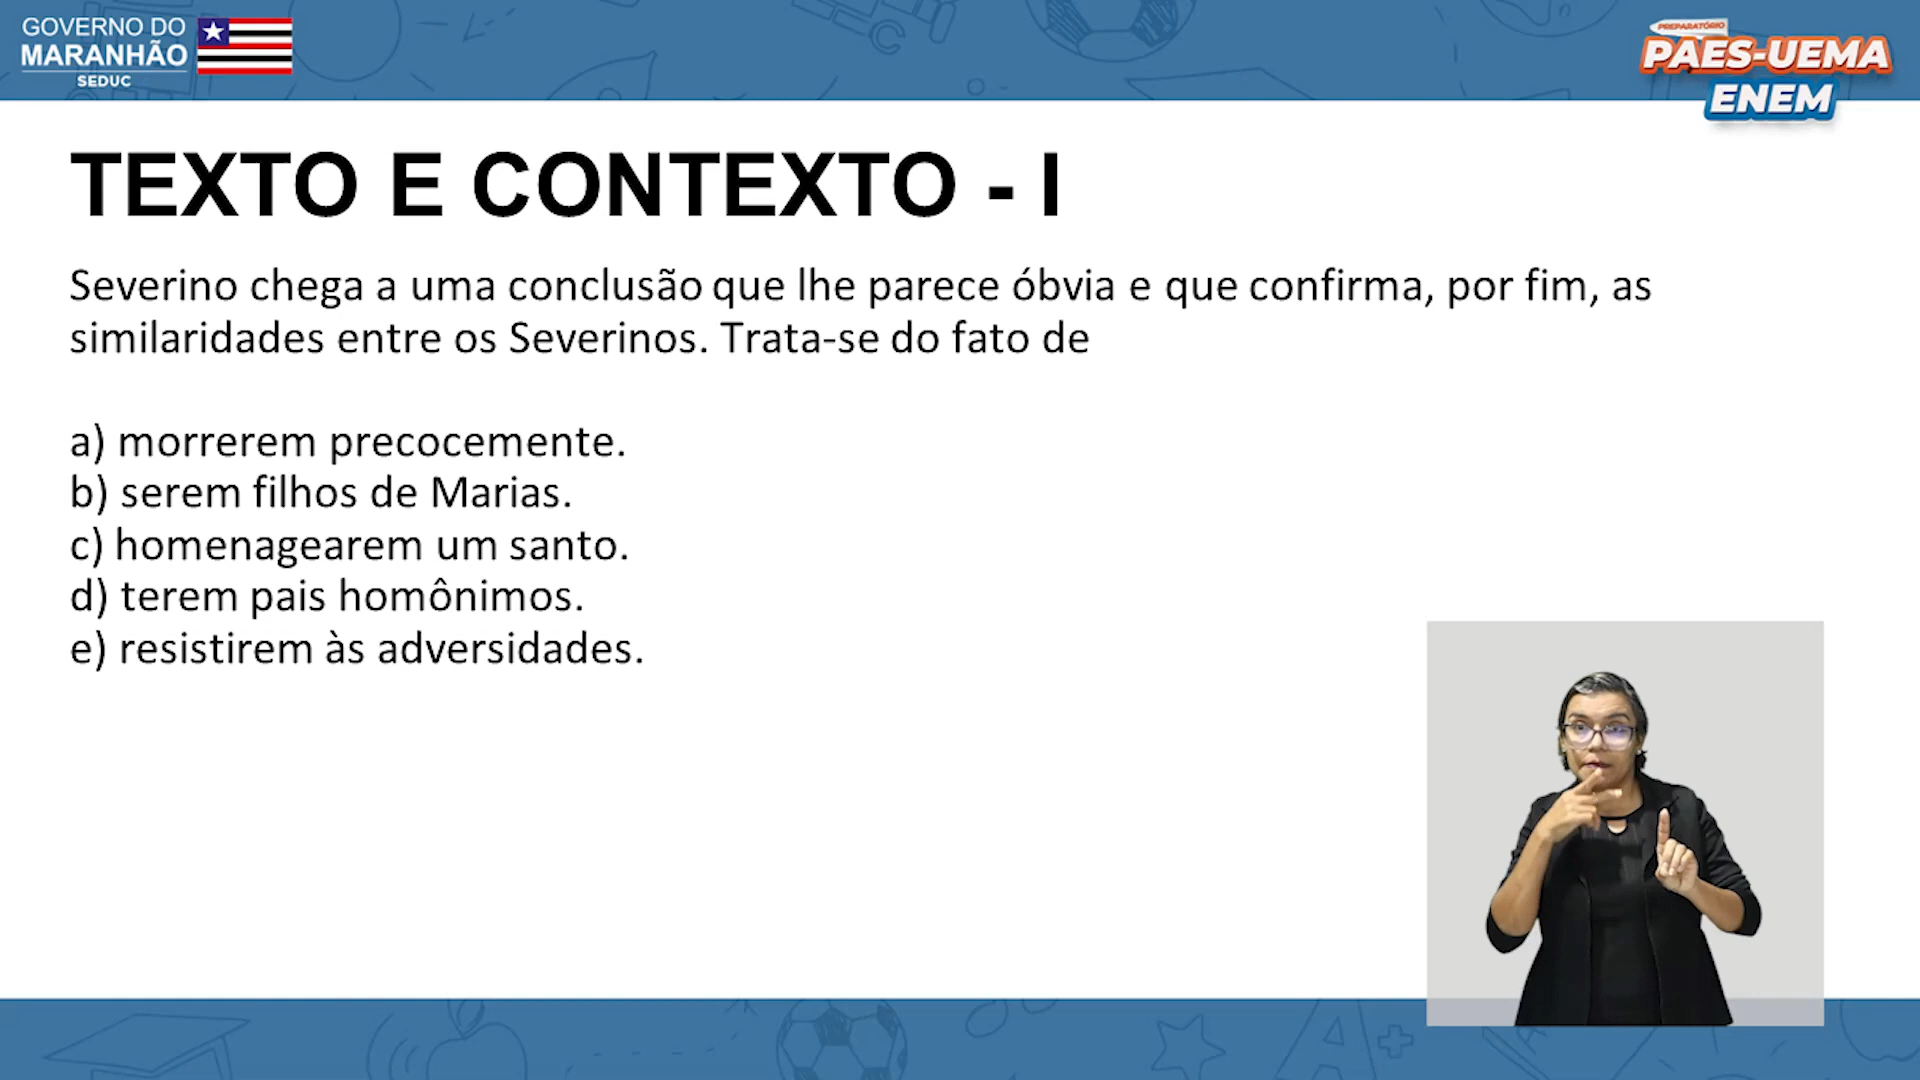 GOVERNO DO
MARANHÃO
SEDUC
PREPARATÓRIO
PAES-UEMA
ENEM
TEXTO E CONTEXTO - I
Severino chega a uma conclusão que lhe parece óbvia e que confirma, por fim, as
similaridades entre os Severinos. Trata-se do fato de
a) morrerem precocemente.
b) serem filhos de Marias.
c) homenagearem um santo.
d) terem pais homônimos.
e) resistirem às adversidades.